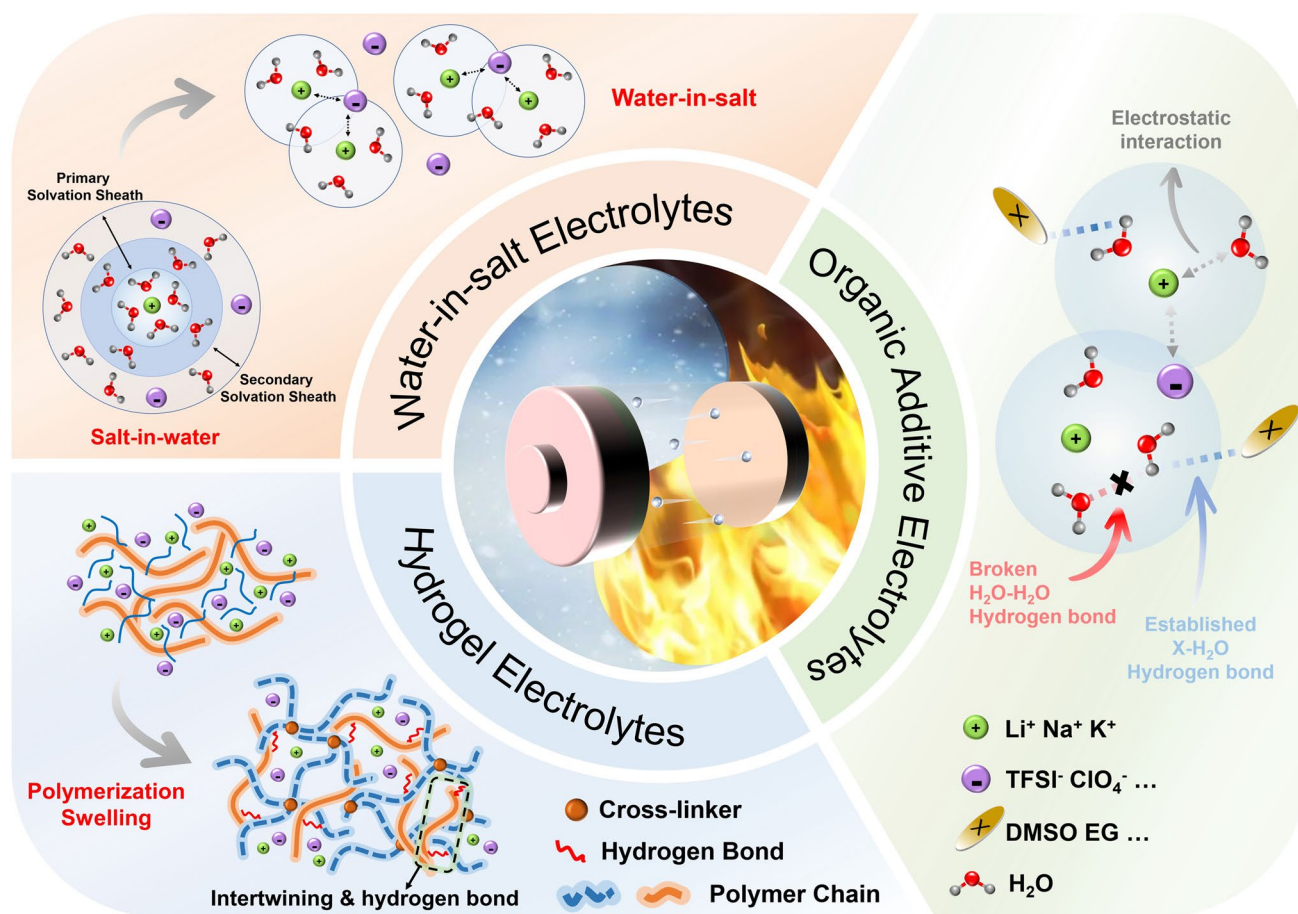 Water-in-salt
Primary
Solvation Sheath
Secondary
Solvation Sheath
Salt-in-water
Water-in-salt Electrolytes
Organic Additive Electrolytes
Hydrogel Electrolytes
Electrostatic
interaction
X
X
Broken
H₂O-H₂O
Hydrogen bond
Established
X-H₂O
Hydrogen bond
Polymerization
Swelling
Intertwining & hydrogen bond
Cross-linker
Hydrogen Bond
Polymer Chain
+ Li⁺ Na⁺ K⁺
- TFSI⁻ ClO₄⁻ ...
X DMSO EG ...
H₂O